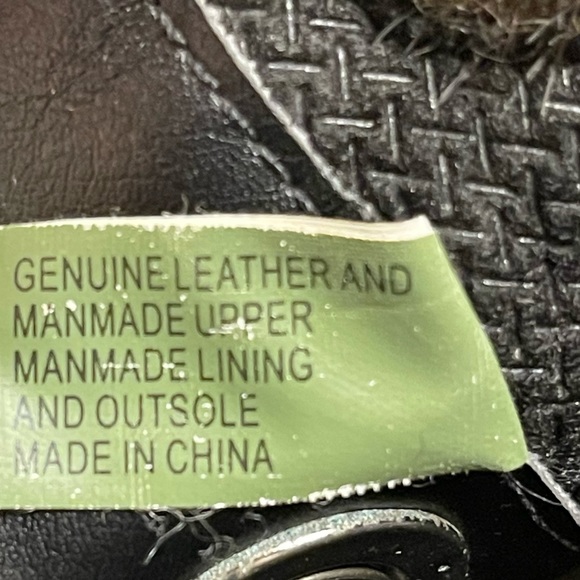 GENUINE LEATHER AND
MANMADE UPPER
MANMADE LINING
AND OUTSOLE
MADE IN CHINA